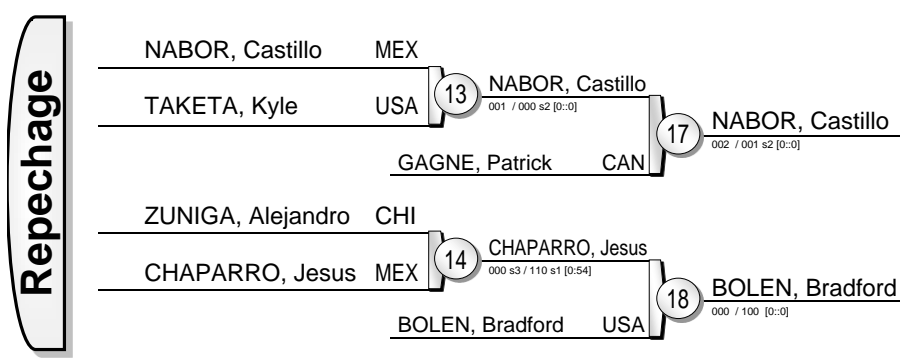 Repechage
NABOR, Castillo MEX
TAKETA, Kyle USA
13
NABOR, Castillo
001 / 000 s2 [0::0]
GAGNE, Patrick CAN
17
NABOR, Castillo
002 / 001 s2 [0::0]
ZUNIGA, Alejandro CHI
CHAPARRO, Jesus MEX
14
CHAPARRO, Jesus
000 s3 / 110 s1 [0:54]
BOLEN, Bradford USA
18
BOLEN, Bradford
000 / 100 [0::0]